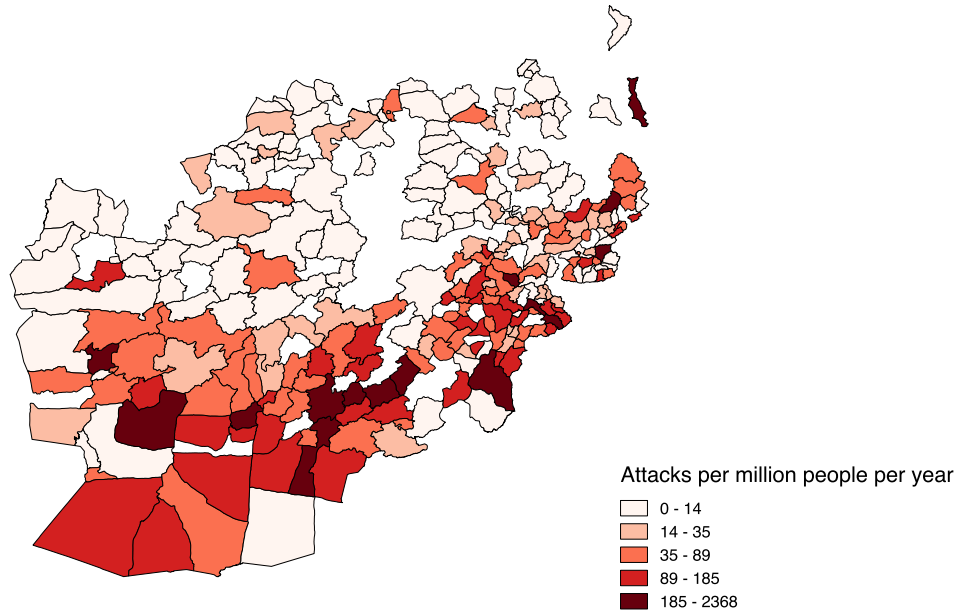 Attacks per million people per year
0 - 14
14 - 35
35 - 89
89 - 185
185 - 2368